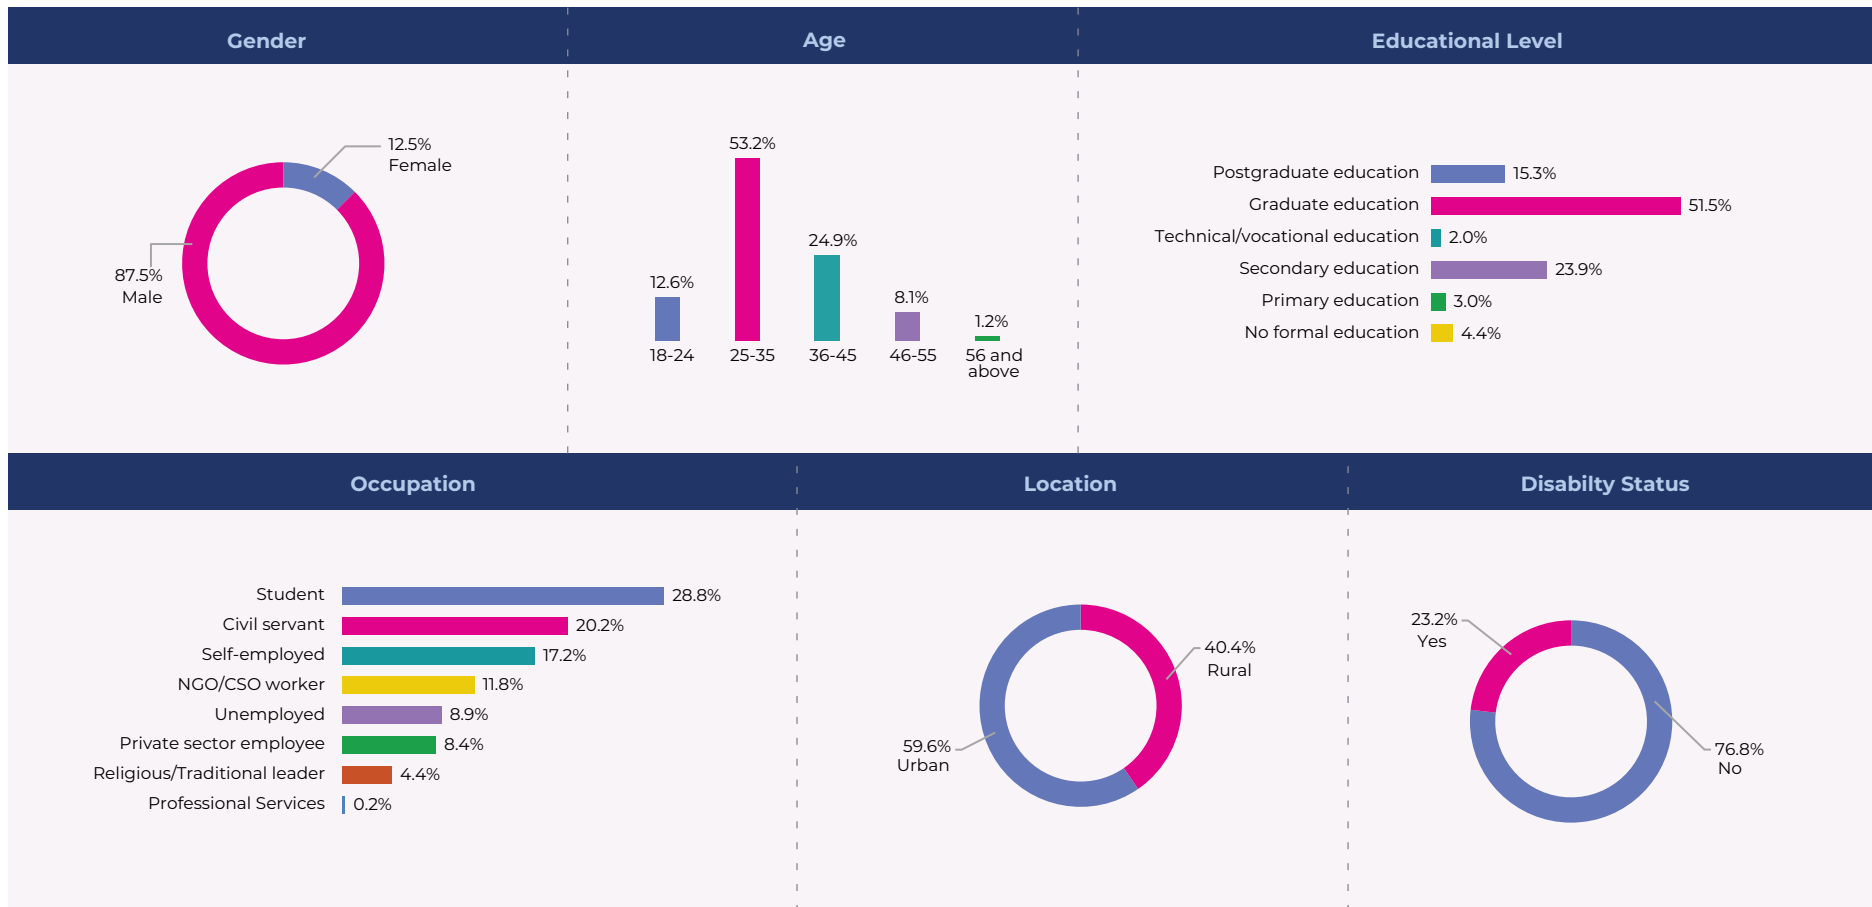 Gender
Age
Educational Level
12.5%
Female
87.5%
Male
53.2%
24.9%
12.6%
8.1%
1.2%
18-24
25-35
36-45
46-55
56 and
above
Postgraduate education 15.3%
Graduate education 51.5%
Technical/vocational education 2.0%
Secondary education 23.9%
Primary education 3.0%
No formal education 4.4%
Occupation
Location
Disabilty Status
Student 28.8%
Civil servant 20.2%
Self-employed 17.2%
NGO/CSO worker 11.8%
Unemployed 8.9%
Private sector employee 8.4%
Religious/Traditional leader 4.4%
Professional Services 0.2%
40.4%
Rural
59.6%
Urban
23.2%
Yes
76.8%
No